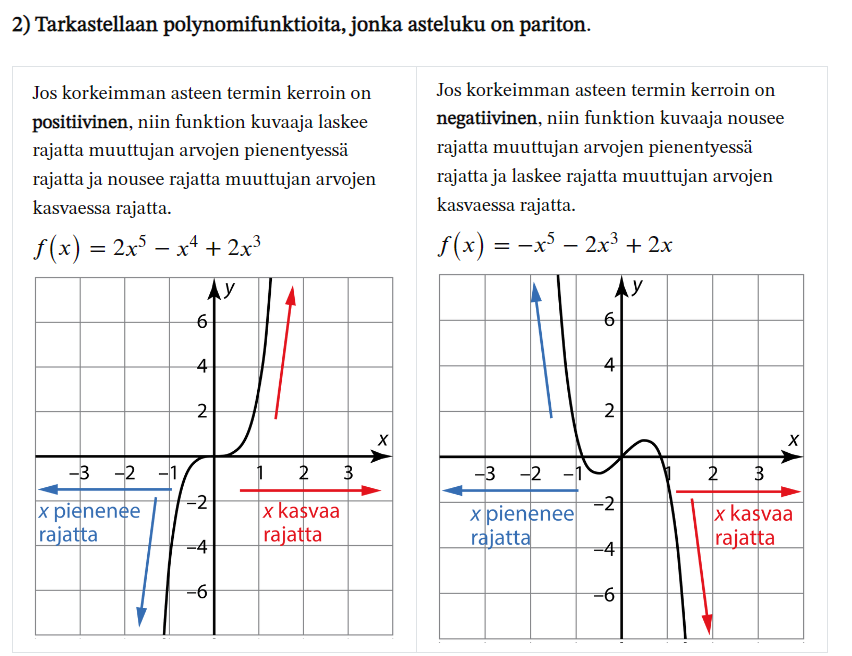 2) Tarkastellaan polynomifunktioita, jonka asteluku on pariton.
Jos korkeimman asteen termin kerroin on
positiivinen, niin funktion kuvaaja laskee
rajatta muuttujan arvojen pienentyessä
rajatta ja nousee rajatta muuttujan arvojen
kasvaessa rajatta.
f(x) = 2x⁵ − x⁴ + 2x³
y
6
4
2
x
−3 −2 −1 1 2 3
−2
x pienenee
rajatta
x kasvaa
rajatta
−4
−6
Jos korkeimman asteen termin kerroin on
negatiivinen, niin funktion kuvaaja nousee
rajatta muuttujan arvojen pienentyessä
rajatta ja laskee rajatta muuttujan arvojen
kasvaessa rajatta.
f(x) = −x⁵ − 2x³ + 2x
y
6
4
2
x
−3 −2 −1 1 2 3
−2
x pienenee
rajatta
x kasvaa
rajatta
−4
−6